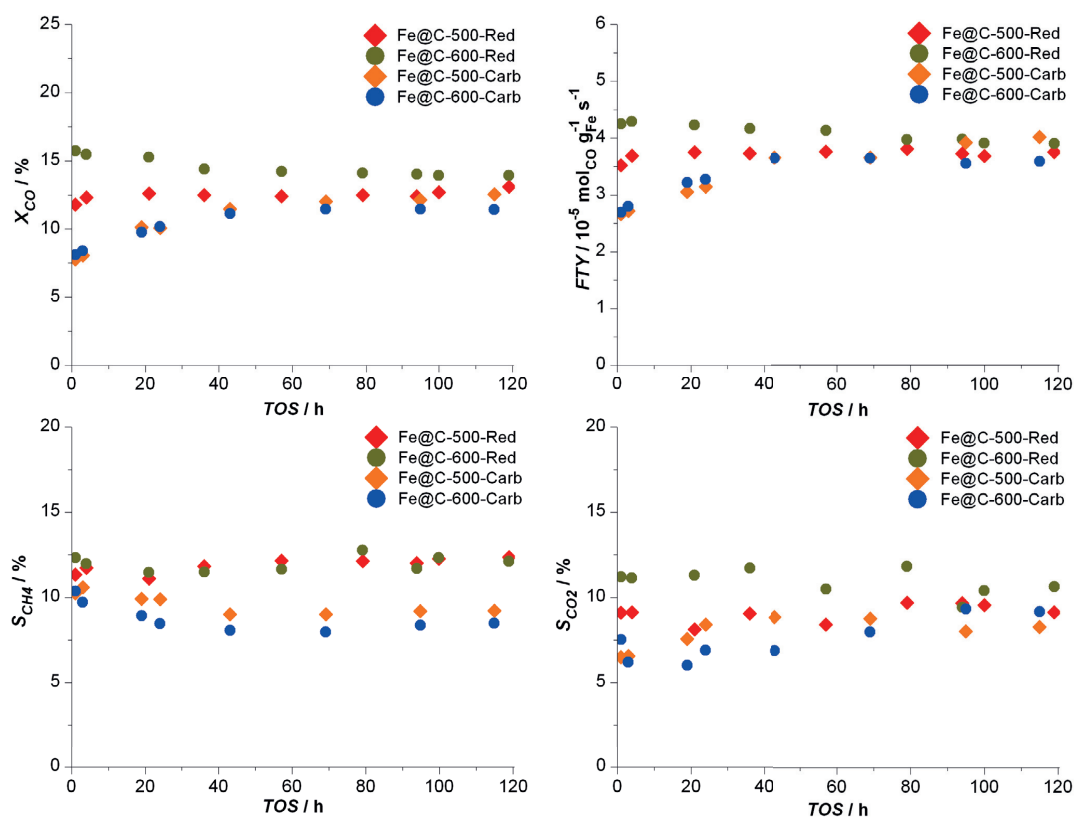 25
20
15
10
5
0
X_CO / %
0 20 40 60 80 100 120
TOS / h
Fe@C-500-Red
Fe@C-600-Red
Fe@C-500-Carb
Fe@C-600-Carb
6
5
4
3
2
1
0
FTY / 10⁻⁵ mol_CO g⁻¹_Fe s⁻¹
0 20 40 60 80 100 120
TOS / h
Fe@C-500-Red
Fe@C-600-Red
Fe@C-500-Carb
Fe@C-600-Carb
20
15
10
5
0
S_CH4 / %
0 20 40 60 80 100 120
TOS / h
Fe@C-500-Red
Fe@C-600-Red
Fe@C-500-Carb
Fe@C-600-Carb
20
15
10
5
0
S_CO2 / %
0 20 40 60 80 100 120
TOS / h
Fe@C-500-Red
Fe@C-600-Red
Fe@C-500-Carb
Fe@C-600-Carb